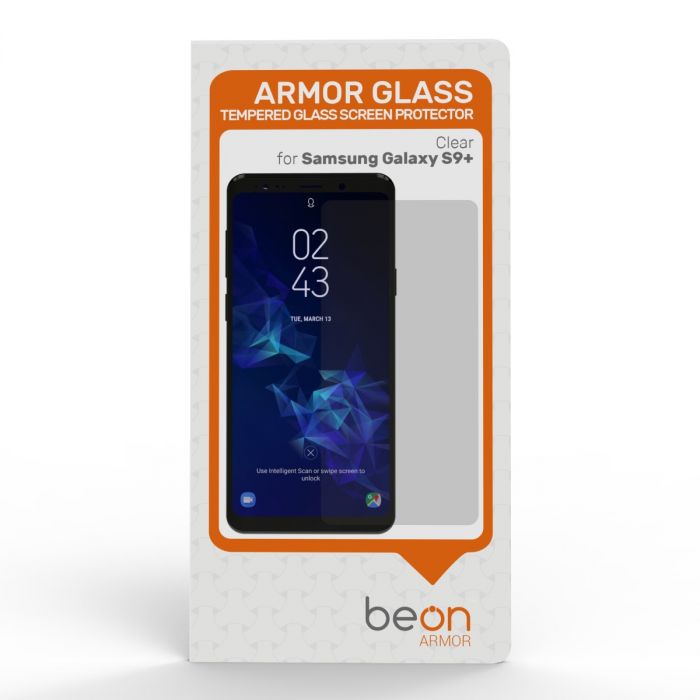 ARMOR GLASS
TEMPERED GLASS SCREEN PROTECTOR
Clear
for Samsung Galaxy S9+
02
43
TUE, MARCH 13
Use Intelligent Scan or swipe screen to
unlock
beon
ARMOR